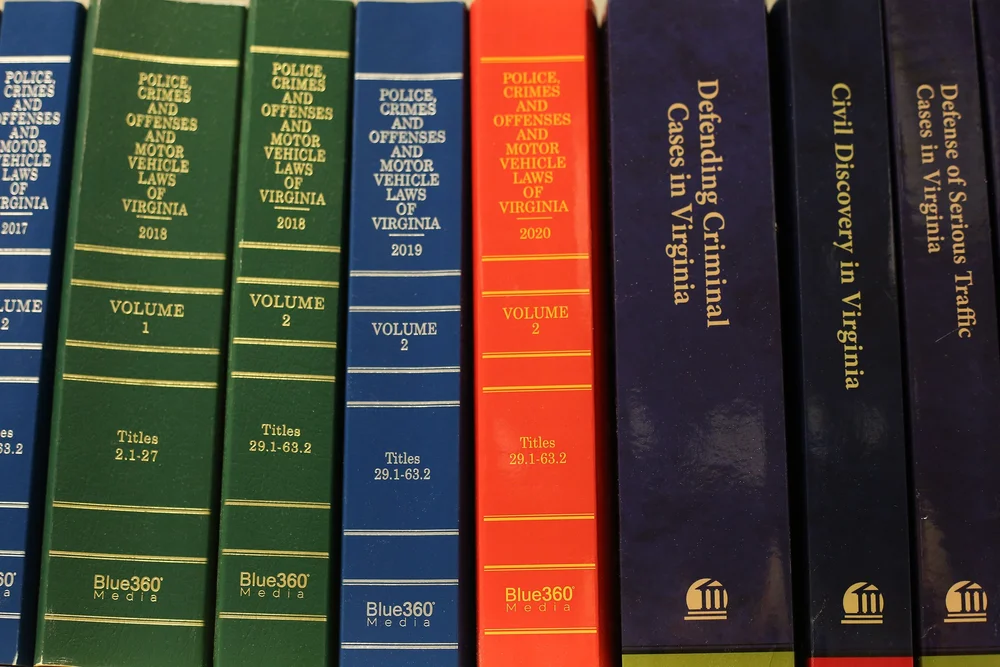 POLICE,
CRIMES
AND
OFFENSES
AND
MOTOR
VEHICLE
LAWS
OF
VIRGINIA
2017
VOLUME
2
63.2
POLICE,
CRIMES
AND
OFFENSES
AND
MOTOR
VEHICLE
LAWS
OF
VIRGINIA
2018
VOLUME
1
Titles
2.1-27
Blue360°
Media
POLICE,
CRIMES
AND
OFFENSES
AND
MOTOR
VEHICLE
LAWS
OF
VIRGINIA
2018
VOLUME
2
Titles
29.1-63.2
Blue360°
Media
POLICE,
CRIMES
AND
OFFENSES
AND
MOTOR
VEHICLE
LAWS
OF
VIRGINIA
2019
VOLUME
2
Titles
29.1-63.2
Blue360°
Media
POLICE,
CRIMES
AND
OFFENSES
AND
MOTOR
VEHICLE
LAWS
OF
VIRGINIA
2020
VOLUME
2
Titles
29.1-63.2
Blue360°
Media
Defending Criminal
Cases in Virginia
Civil Discovery in Virginia
Defense of Serious Traffic
Cases in Virginia